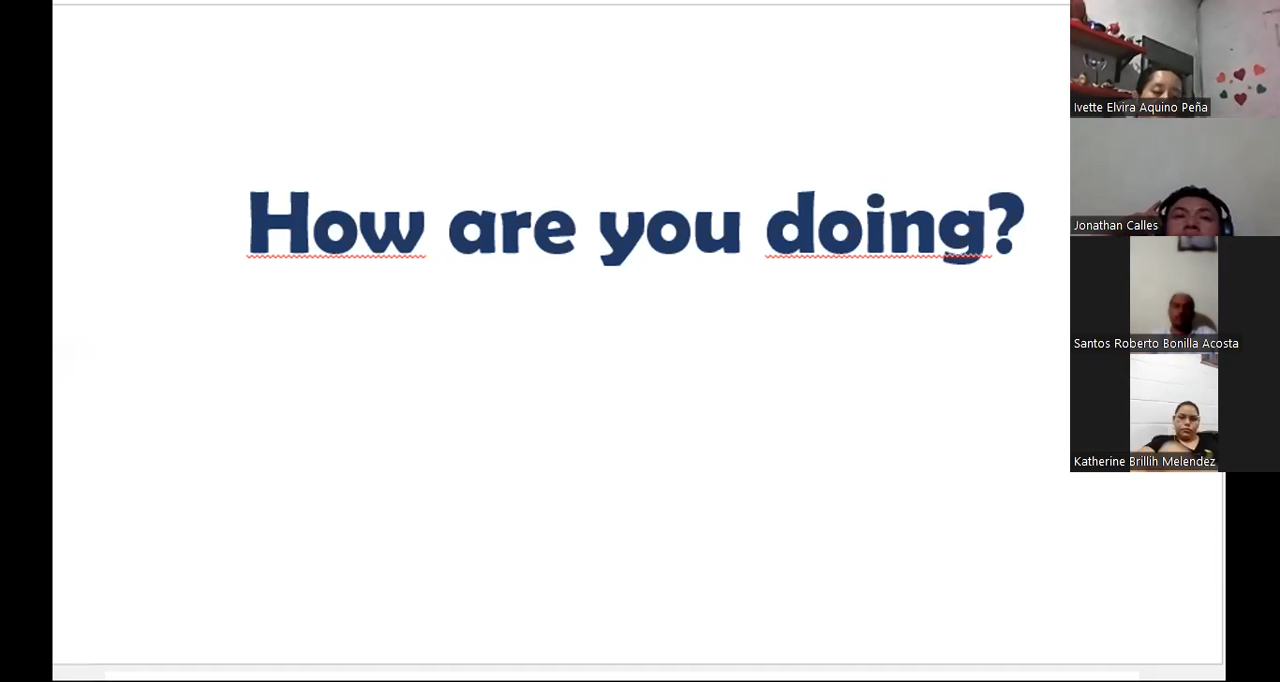 How are you doing?
Ivette Elvira Aquino Peña
Jonathan Calles
Santos Roberto Bonilla Acosta
Katherine Brillih Melendez